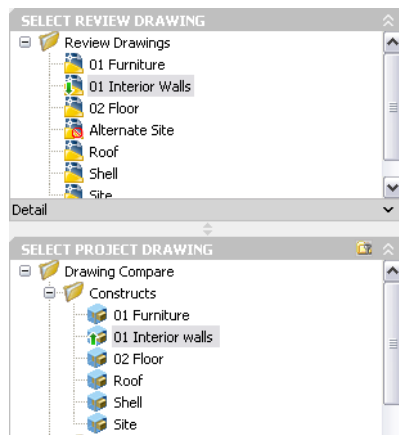 SELECT REVIEW DRAWING
Review Drawings
01 Furniture
01 Interior Walls
02 Floor
Alternate Site
Roof
Shell
Site
Detail
SELECT PROJECT DRAWING
Drawing Compare
Constructs
01 Furniture
01 Interior walls
02 Floor
Roof
Shell
Site